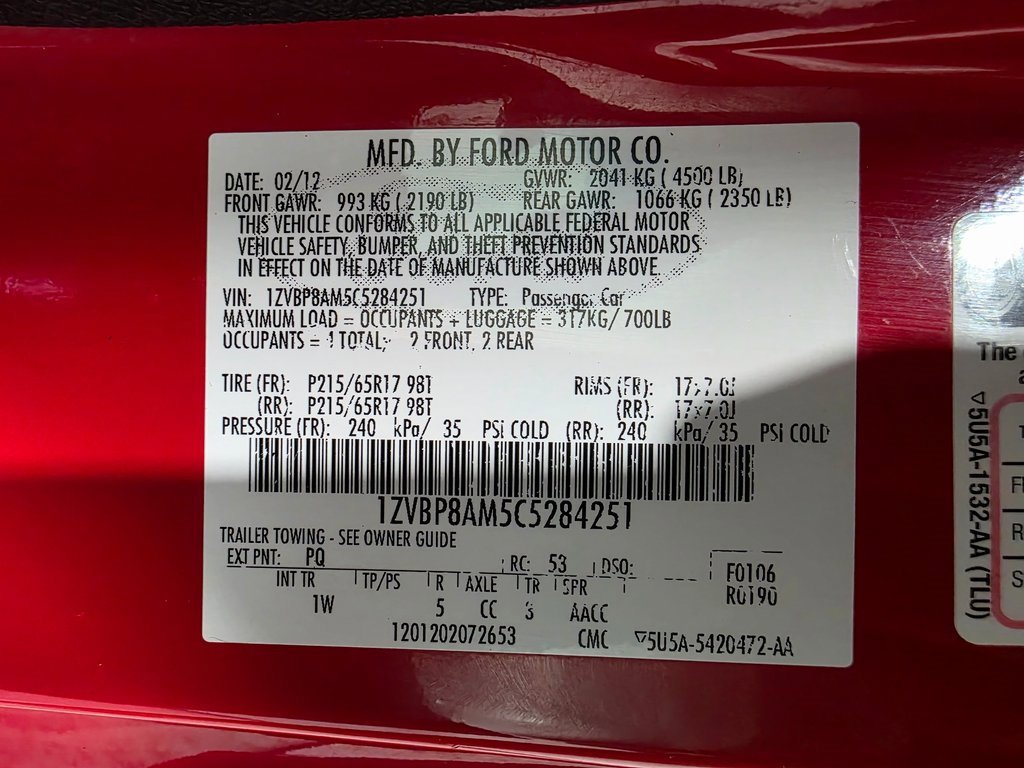 MFD. BY FORD MOTOR CO.
DATE: 02/12 GVWR: 2041 KG ( 4500 LB)
FRONT GAWR: 993 KG ( 2190 LB) REAR GAWR: 1066 KG ( 2350 LB)
THIS VEHICLE CONFORMS TO ALL APPLICABLE FEDERAL MOTOR
VEHICLE SAFETY, BUMPER, AND THEFT PREVENTION STANDARDS
IN EFFECT ON THE DATE OF MANUFACTURE SHOWN ABOVE.
VIN: 1ZVBP8AM5C5284251 TYPE: Passenger Car
MAXIMUM LOAD = OCCUPANTS + LUGGAGE = 317KG/ 700LB
OCCUPANTS = 4 TOTAL; 2 FRONT, 2 REAR
TIRE (FR): P215/65R17 98T RIMS (FR): 17x7.0J
(RR): P215/65R17 98T (RR): 17x7.0J
PRESSURE (FR): 240 kPa/ 35 PSI COLD (RR): 240 kPa/ 35 PSI COLD
1ZVBP8AM5C5284251
TRAILER TOWING - SEE OWNER GUIDE
EXT PNT: PQ RC: 53 DSO:
F0106
R0190
INT TR TP/PS R AXLE TR SPR
1W 5 CC 3 AACC
1201202072653 CMC ▽5U5A-5420472-AA
The
▽5U5A-1532-AA (TLU)